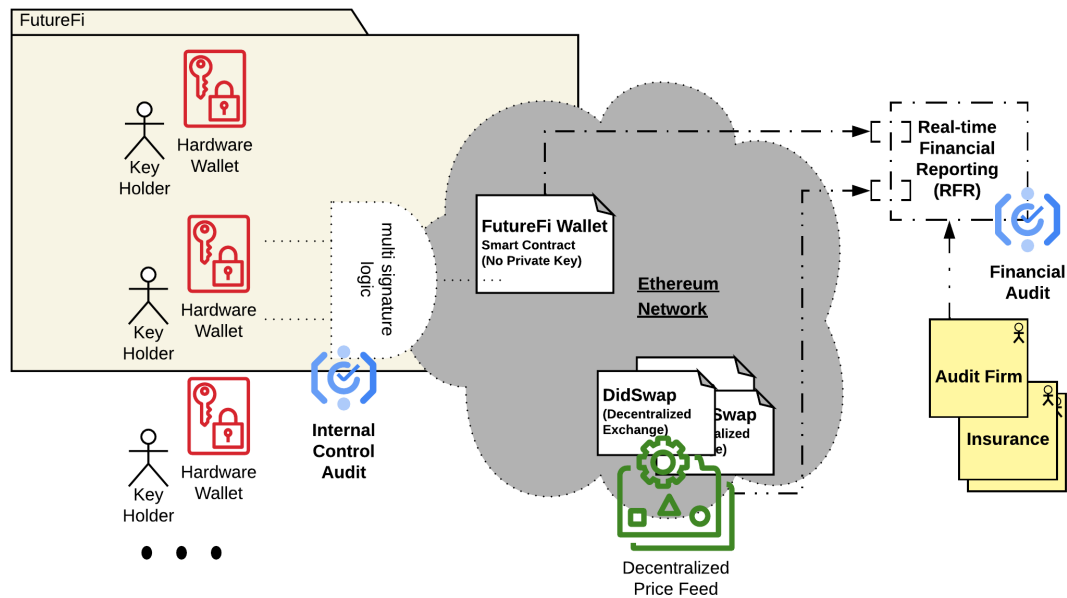 FutureFi
Key
Holder
Hardware
Wallet
Key
Holder
Hardware
Wallet
Key
Holder
Hardware
Wallet
multi signature
logic
Internal
Control
Audit
FutureFi Wallet
Smart Contract
(No Private Key)
...
Ethereum
Network
DidSwap
(Decentralized
Exchange)
Swap
alized
e)
Decentralized
Price Feed
Real-time
Financial
Reporting
(RFR)
Financial
Audit
Audit Firm
Insurance